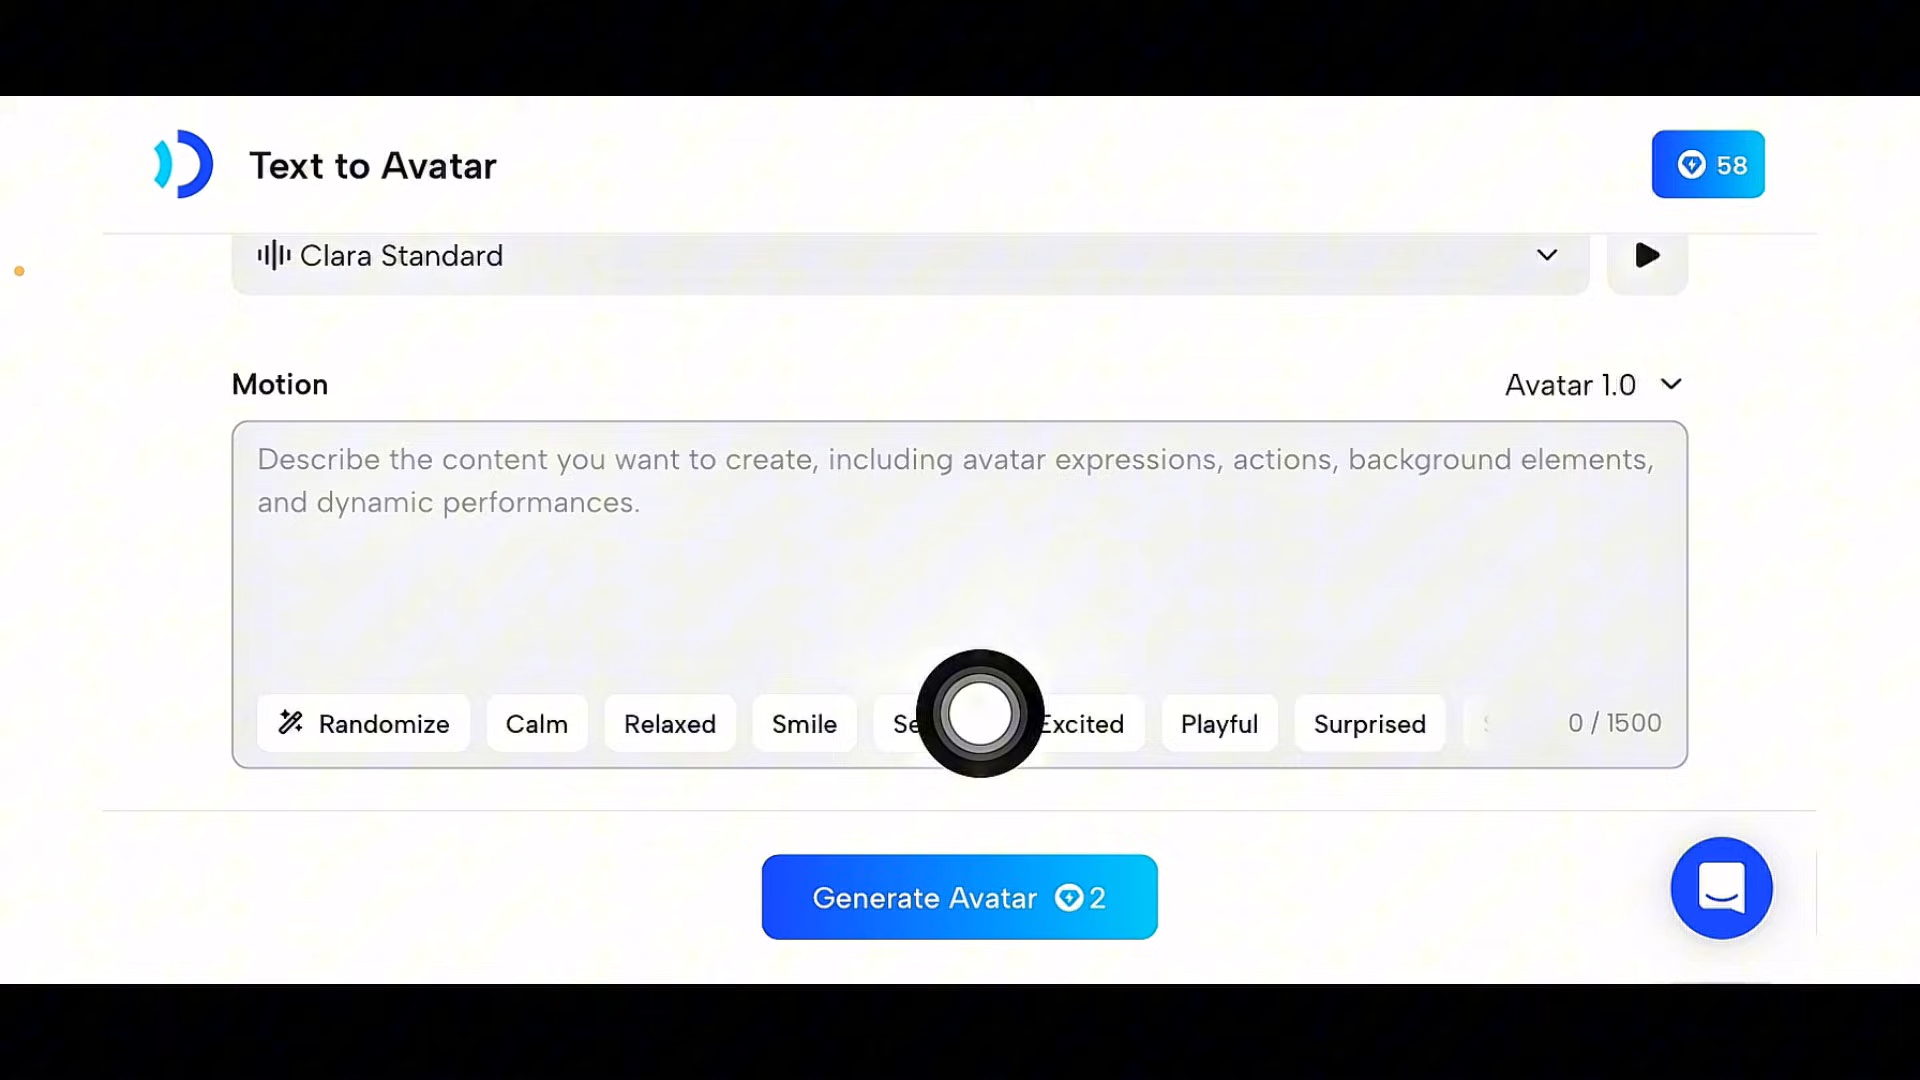 Text to Avatar
58
Clara Standard
Motion
Avatar 1.0
Describe the content you want to create, including avatar expressions, actions, background elements,
and dynamic performances.
Randomize Calm Relaxed Smile Excited Playful Surprised 0 / 1500
Generate Avatar 2